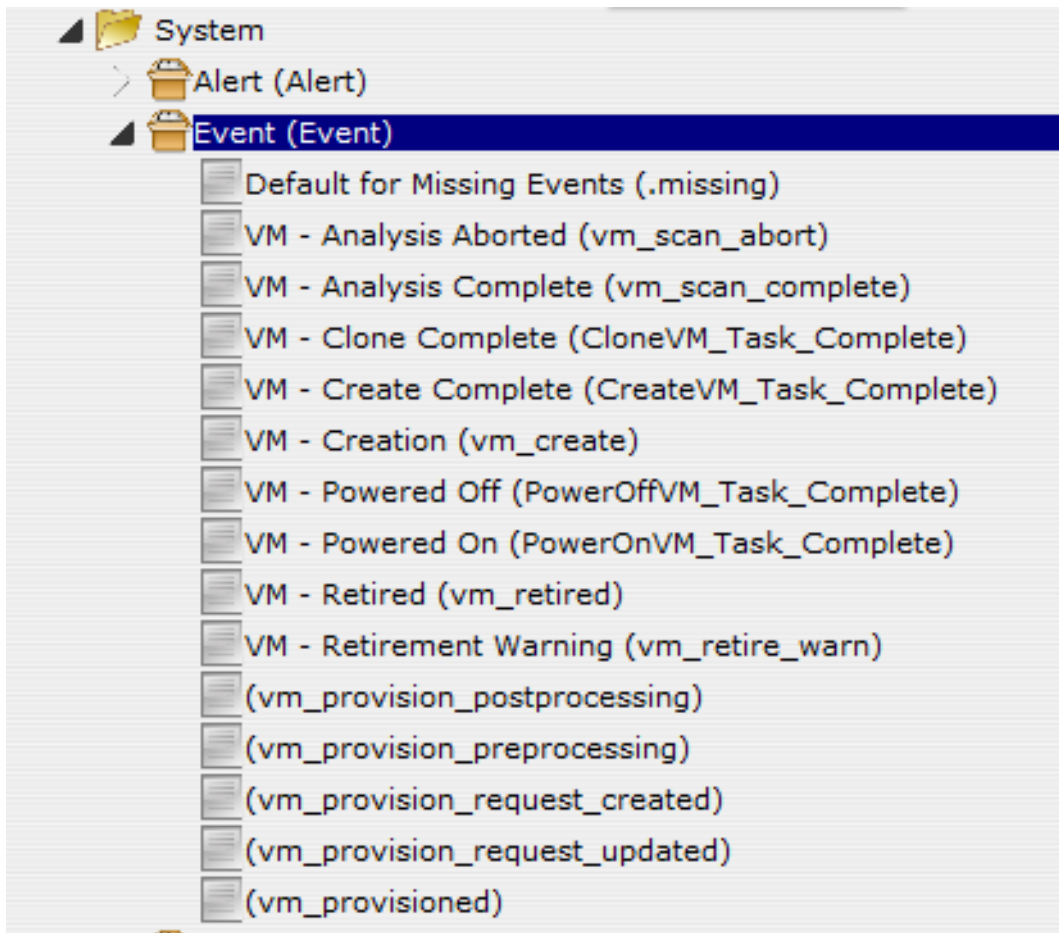 System
Alert (Alert)
Event (Event)
Default for Missing Events (.missing)
VM - Analysis Aborted (vm_scan_abort)
VM - Analysis Complete (vm_scan_complete)
VM - Clone Complete (CloneVM_Task_Complete)
VM - Create Complete (CreateVM_Task_Complete)
VM - Creation (vm_create)
VM - Powered Off (PowerOffVM_Task_Complete)
VM - Powered On (PowerOnVM_Task_Complete)
VM - Retired (vm_retired)
VM - Retirement Warning (vm_retire_warn)
(vm_provision_postprocessing)
(vm_provision_preprocessing)
(vm_provision_request_created)
(vm_provision_request_updated)
(vm_provisioned)